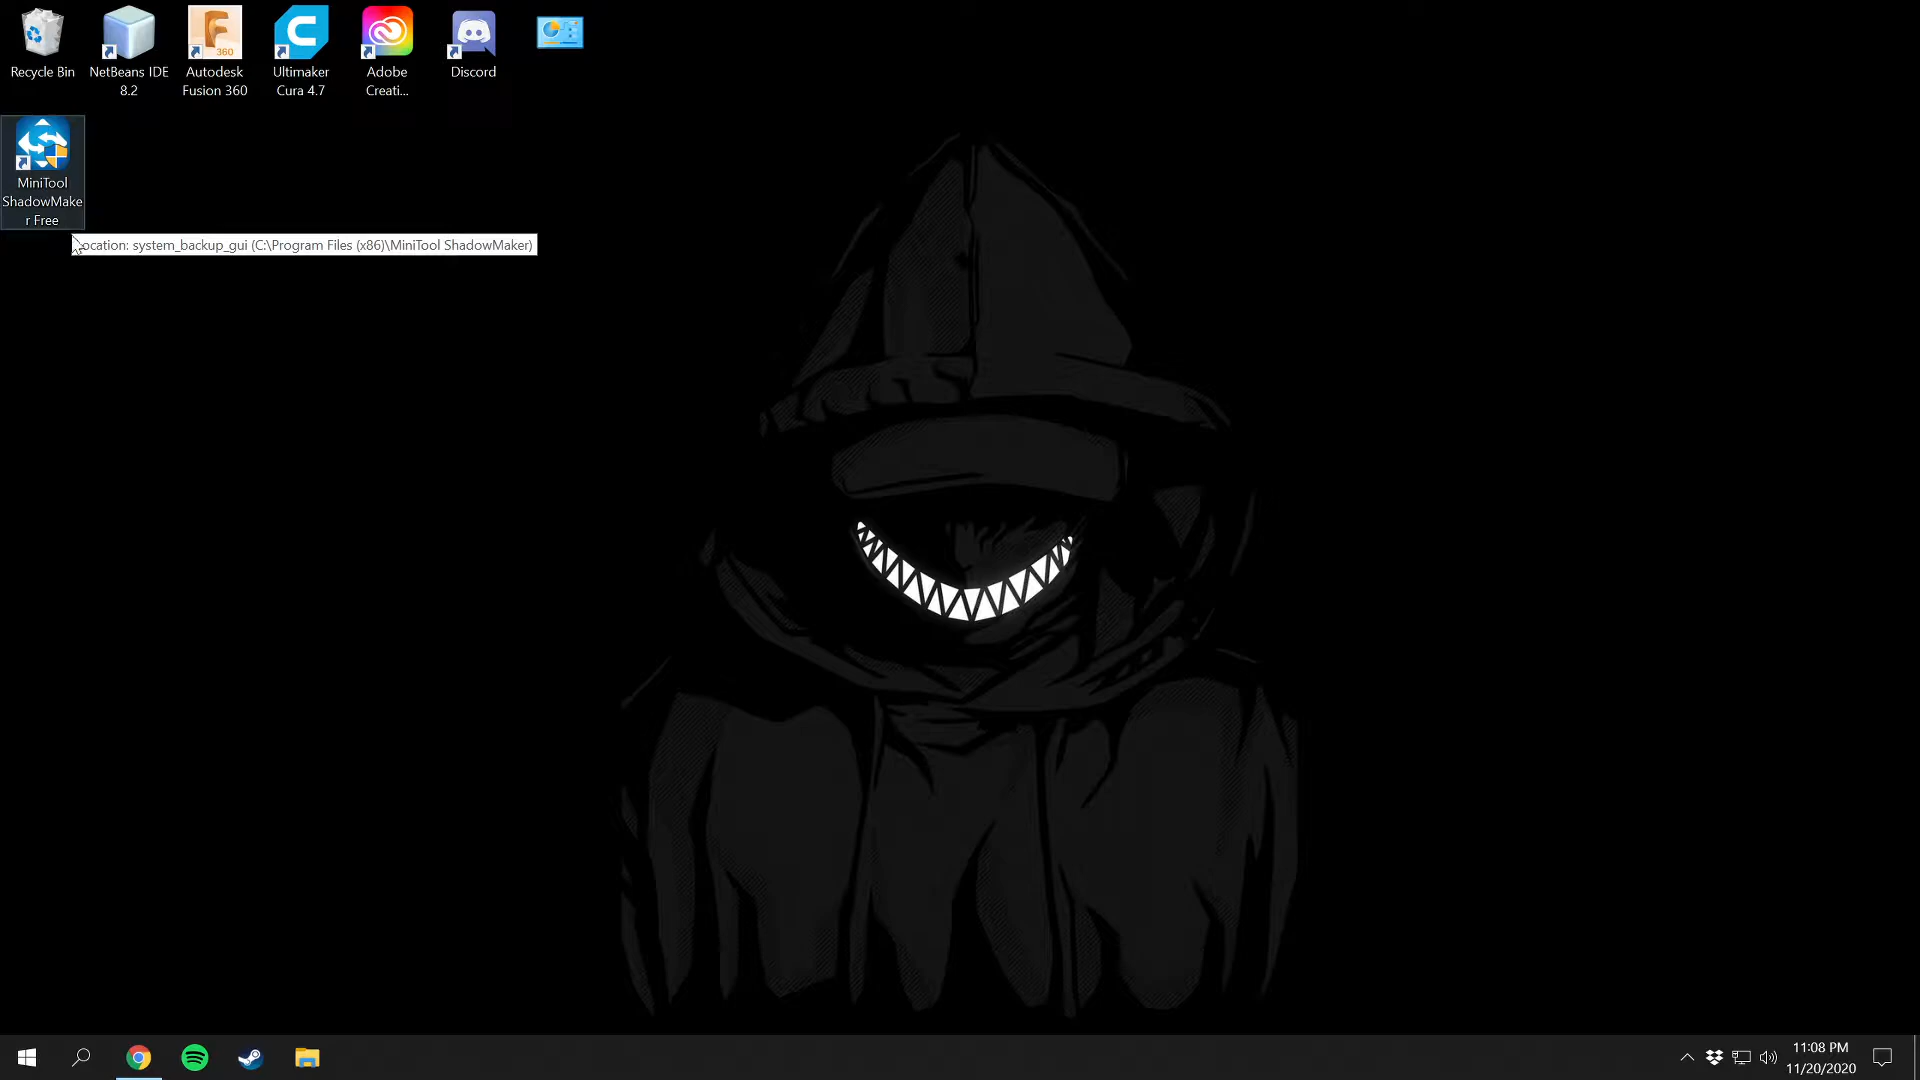 Recycle Bin
NetBeans IDE
8.2
Autodesk
Fusion 360
Ultimaker
Cura 4.7
Adobe
Creati...
Discord
360
MiniTool
ShadowMake
r Free
ocation: system_backup_gui (C:\Program Files (x86)\MiniTool ShadowMaker)
11:08 PM
11/20/2020